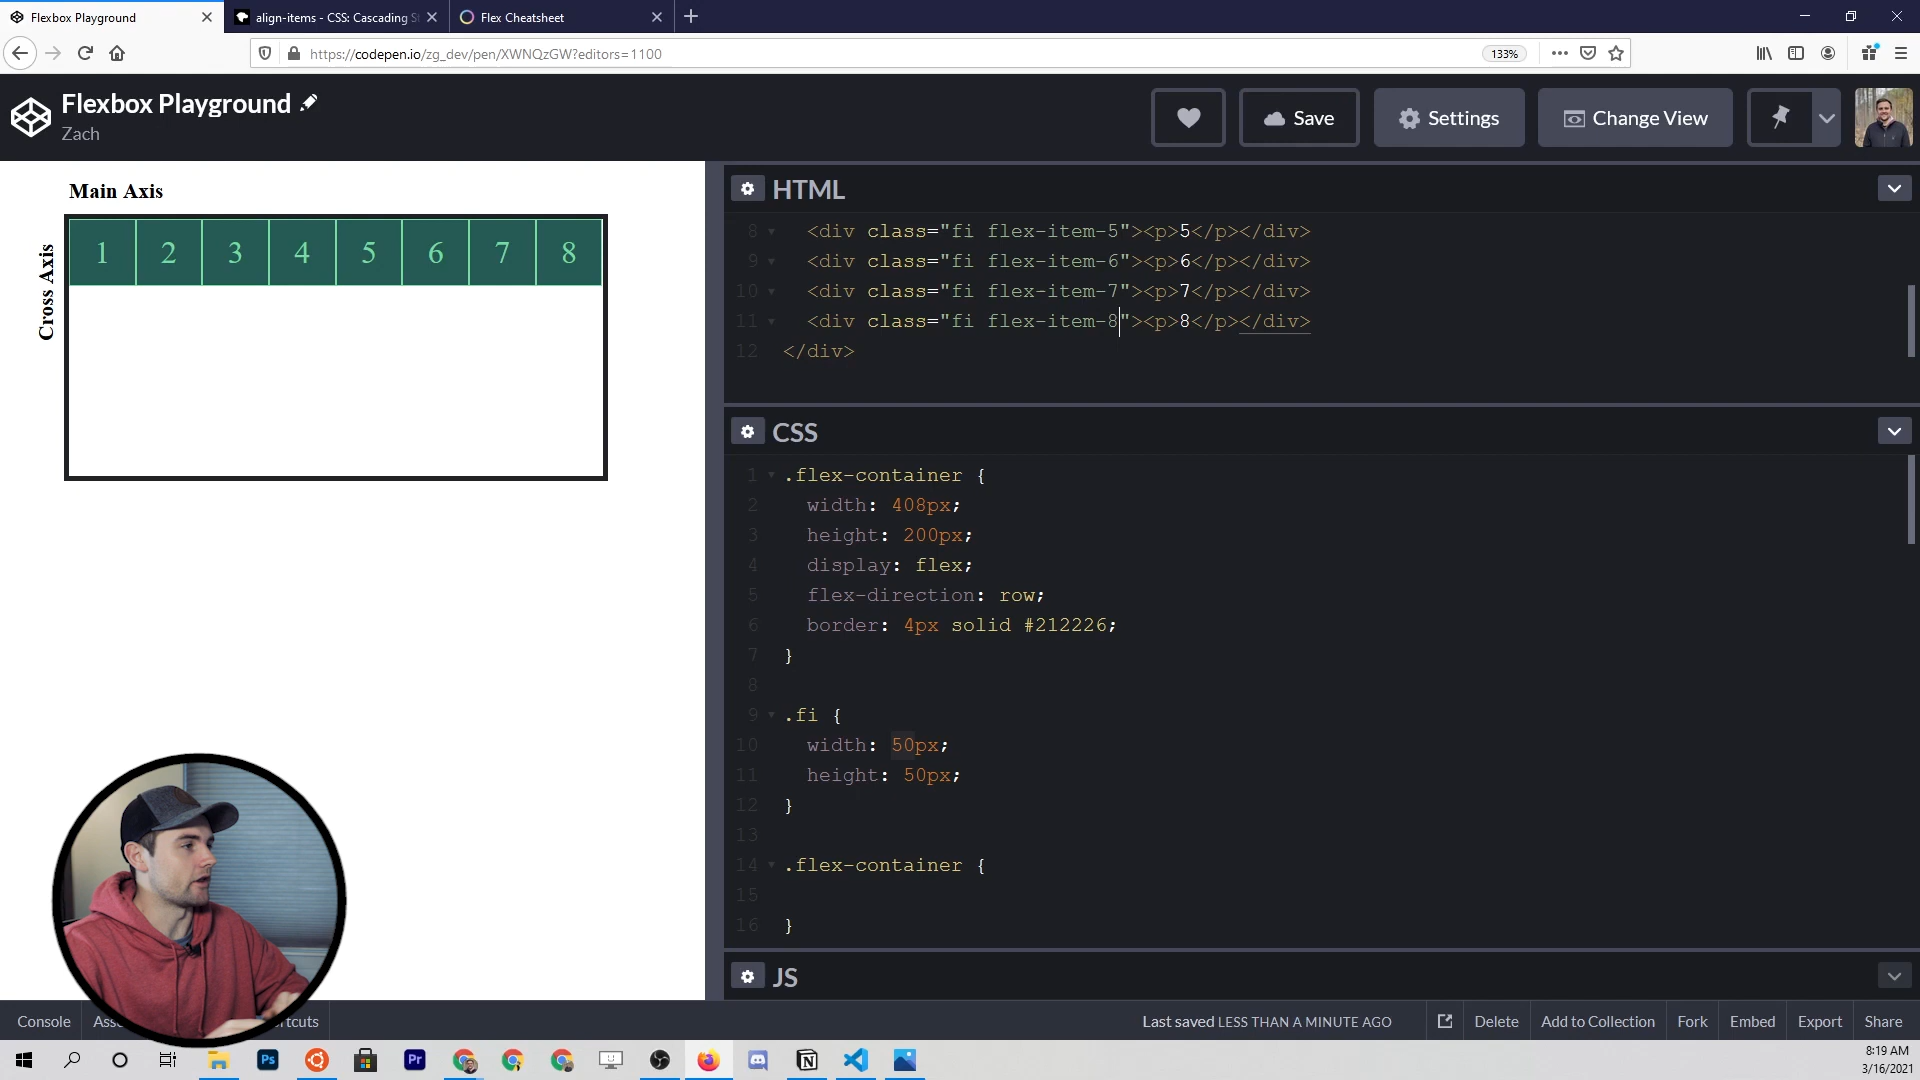 Flexbox Playground
align-items - CSS: Cascading S
Flex Cheatsheet
https://codepen.io/zg_dev/pen/XWNQzGW?editors=1100
133%
Flexbox Playground
Zach
Save
Settings
Change View
Main Axis
Cross Axis
1 2 3 4 5 6 7 8
HTML
8 <div class="fi flex-item-5"><p>5</p></div>
9 <div class="fi flex-item-6"><p>6</p></div>
10 <div class="fi flex-item-7"><p>7</p></div>
11 <div class="fi flex-item-8"><p>8</p></div>
12 </div>
CSS
1 .flex-container {
2 width: 408px;
3 height: 200px;
4 display: flex;
5 flex-direction: row;
6 border: 4px solid #212226;
7 }
8
9 .fi {
10 width: 50px;
11 height: 50px;
12 }
13
14 .flex-container {
15
16 }
JS
Console
Ass
rtcuts
Last saved LESS THAN A MINUTE AGO
Delete
Add to Collection
Fork
Embed
Export
Share
Ps
Pr
N
8:19 AM
3/16/2021